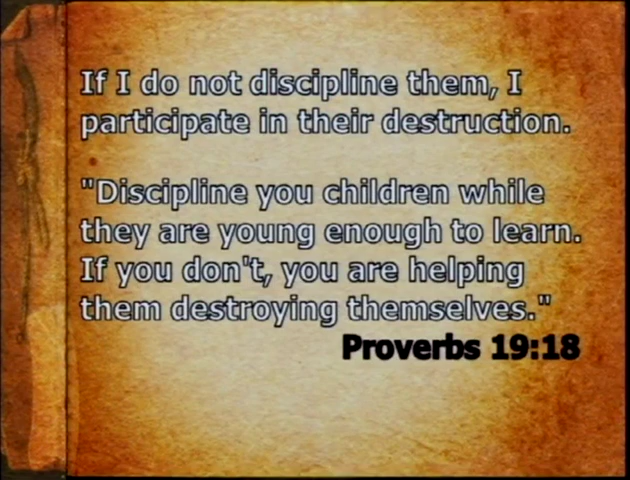 If I do not discipline them, I
participate in their destruction.
"Discipline you children while
they are young enough to learn.
If you don't, you are helping
them destroying themselves."
Proverbs 19:18